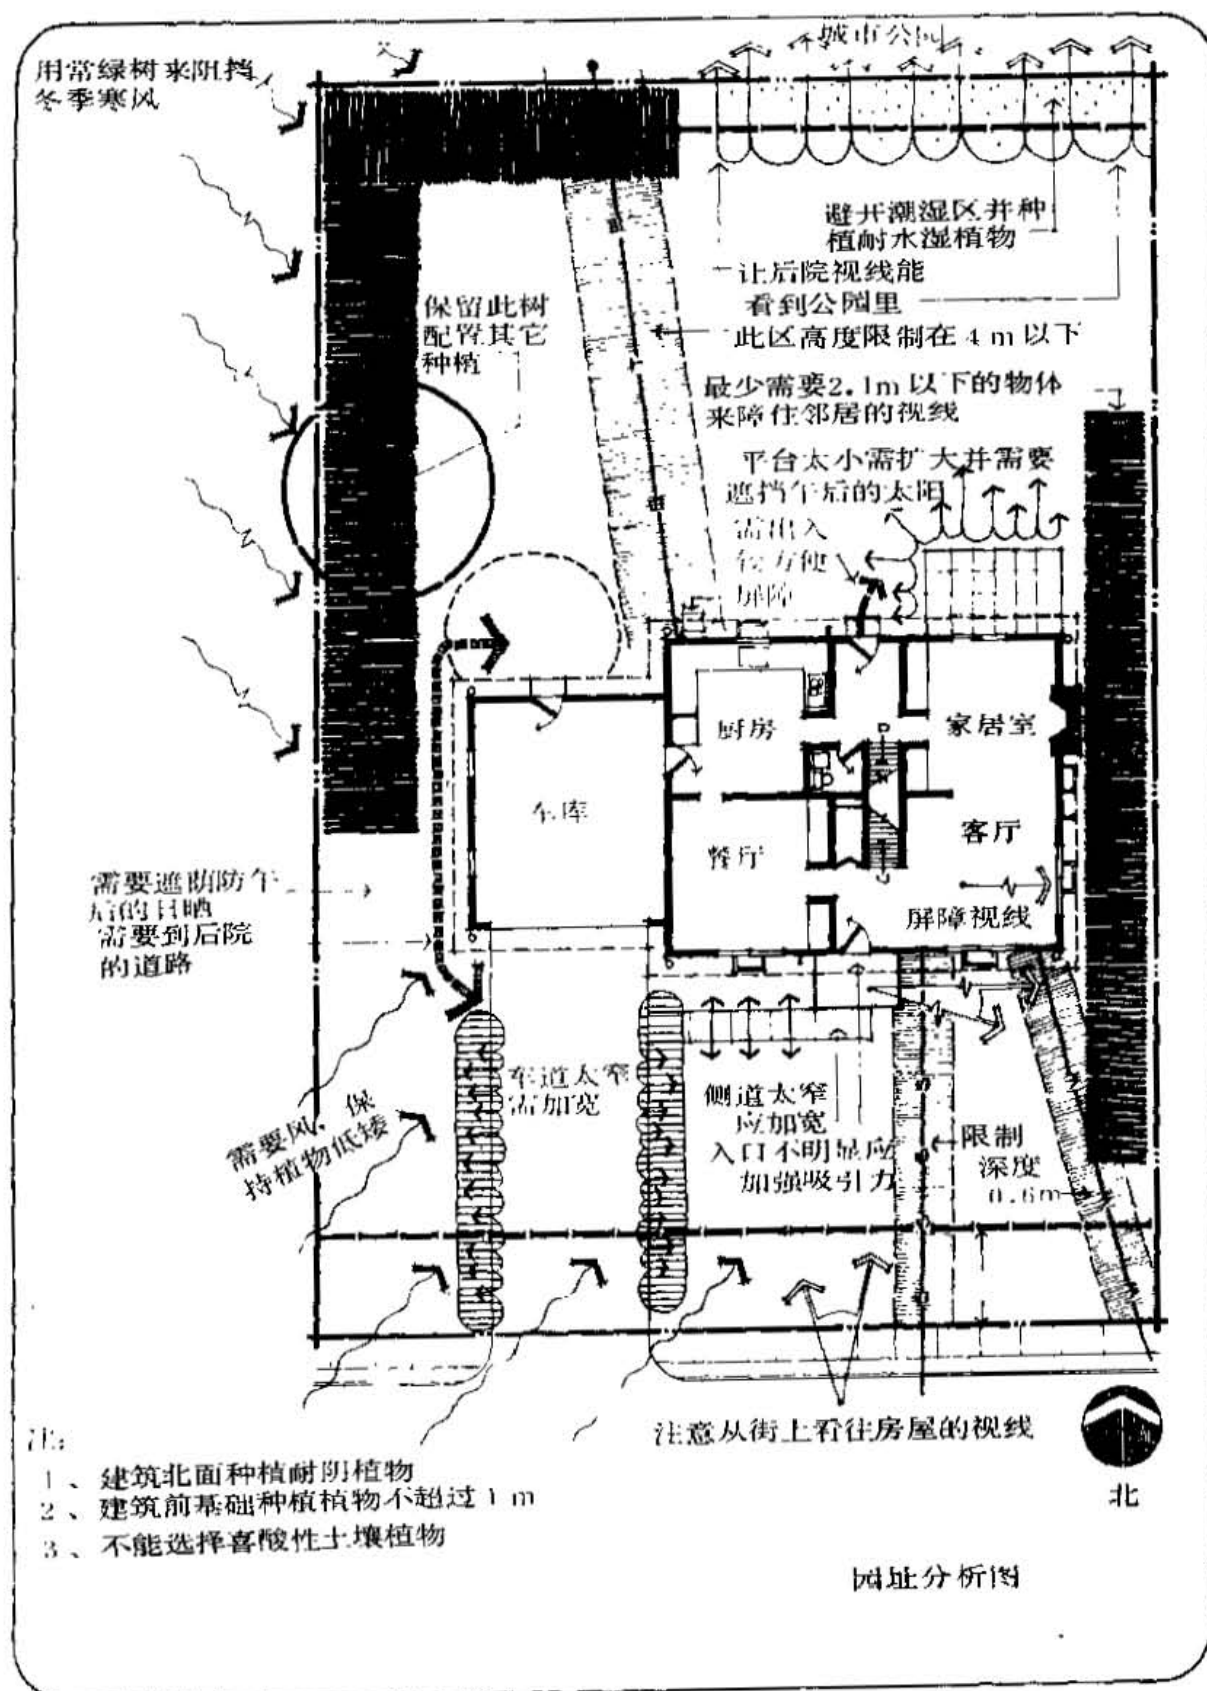 城市公园
用常绿树来阻挡
冬季寒风
避开潮湿区并种
植耐水湿植物
让后院视线能
看到公园里
保留此树
配置其它
种植
此区高度限制在4m以下
最少需要2.1m以下的物体
来障住邻居的视线
平台太小需扩大并需要
遮挡午后的太阳
需出入
较方便
屏障
厨房
家居室
车库
餐厅
客厅
屏障视线
需要遮荫防午
后的日晒
需要到后院
的道路
车道太窄
需加宽
侧道太窄
应加宽
入口不明显应
加强吸引力
限制
深度
0.6m
需要风，保
持植物低矮
注意从街上看往房屋的视线
北
注:
1、建筑北面种植耐阴植物
2、建筑前基础种植植物不超过1m
3、不能选择喜酸性土壤植物
园址分析图